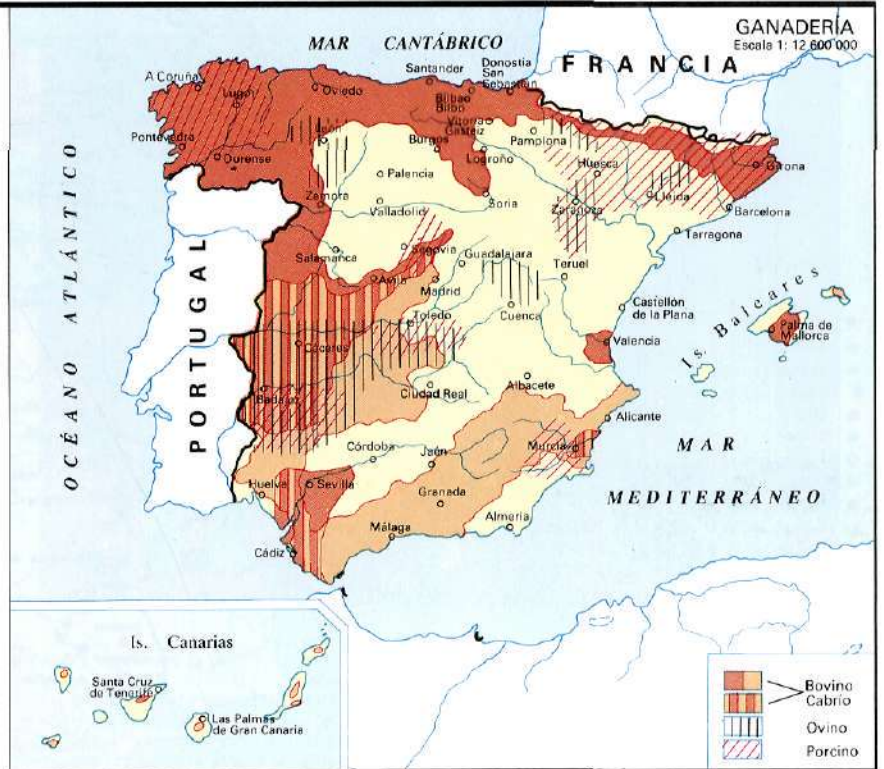 GANADERÍA
Escala 1: 12 600 000
MAR CANTÁBRICO
FRANCIA
A Coruña
Lugo
Oviedo
Santander
Donostia
San
Sebastián
Bilbao
Bilbo
Vitoria
Gasteiz
Pamplona
Pontevedra
Ourense
León
Burgos
Logroño
Huesca
Girona
Palencia
Zamora
Valladolid
Soria
Zaragoza
Lleida
Barcelona
Tarragona
OCÉANO ATLÁNTICO
PORTUGAL
Salamanca
Segovia
Guadalajara
Teruel
Avila
Madrid
Toledo
Cuenca
Castellón
de la Plana
Is. Baleares
Palma de
Mallorca
Cáceres
Valencia
Badajoz
Ciudad Real
Albacete
Alicante
Córdoba
Jaén
Murcia
MAR
MEDITERRÁNEO
Huelva
Sevilla
Granada
Almería
Málaga
Cádiz
Is. Canarias
Santa Cruz
de Tenerife
Las Palmas
de Gran Canaria
Bovino
Cabrío
Ovino
Porcino